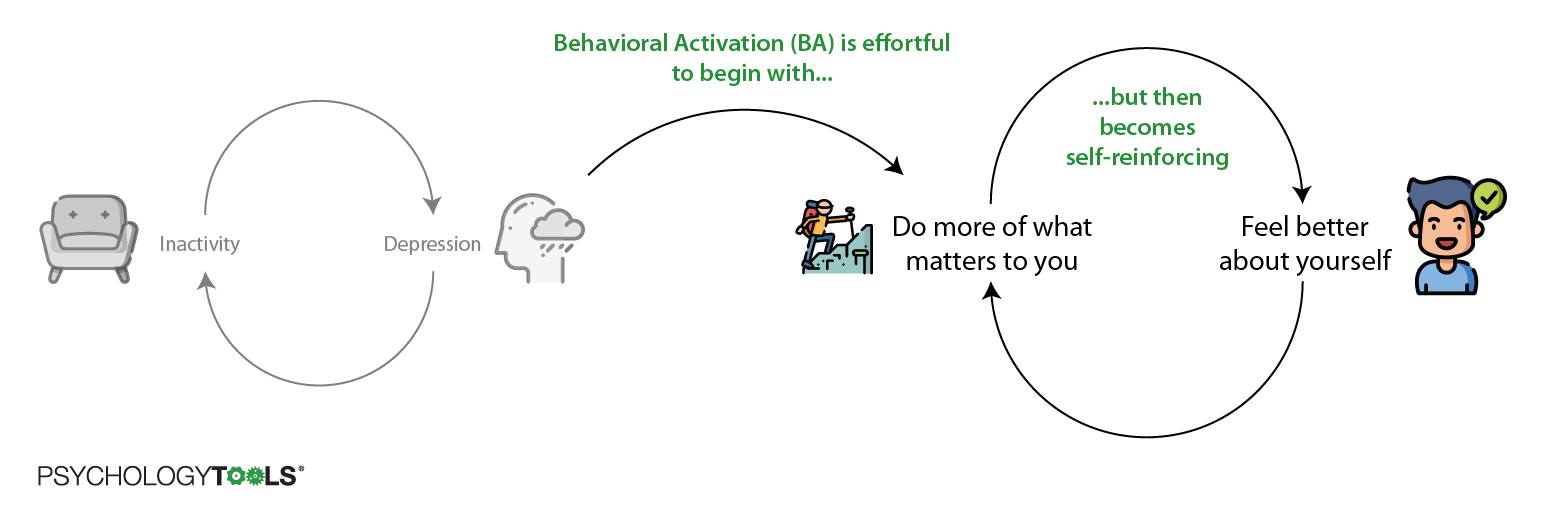 Behavioral Activation (BA) is effortful
to begin with...
...but then
becomes
self-reinforcing
Inactivity
Depression
Do more of what
matters to you
Feel better
about yourself
PSYCHOLOGYTOOLS®